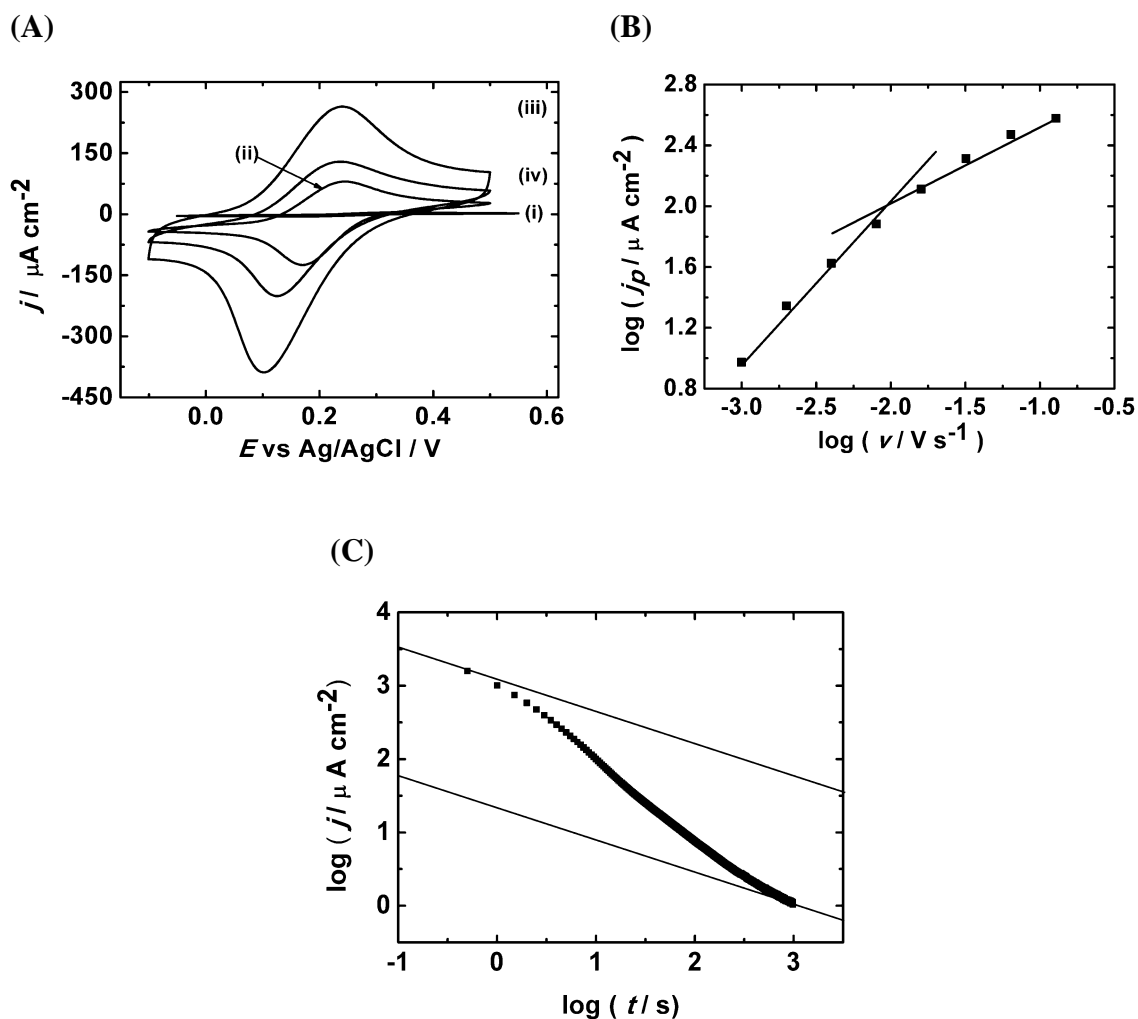 (A)
300
150
0
-150
-300
-450
j / μA cm-2
(i)
(ii)
(iii)
(iv)
0.0 0.2 0.4 0.6
E vs Ag/AgCl / V
(B)
2.8
2.4
2.0
1.6
1.2
0.8
log ( jp / μ A cm-2 )
-3.0 -2.5 -2.0 -1.5 -1.0 -0.5
log ( v / V s-1 )
(C)
4
3
2
1
0
log ( j / μ A cm-2 )
-1 0 1 2 3
log ( t / s)